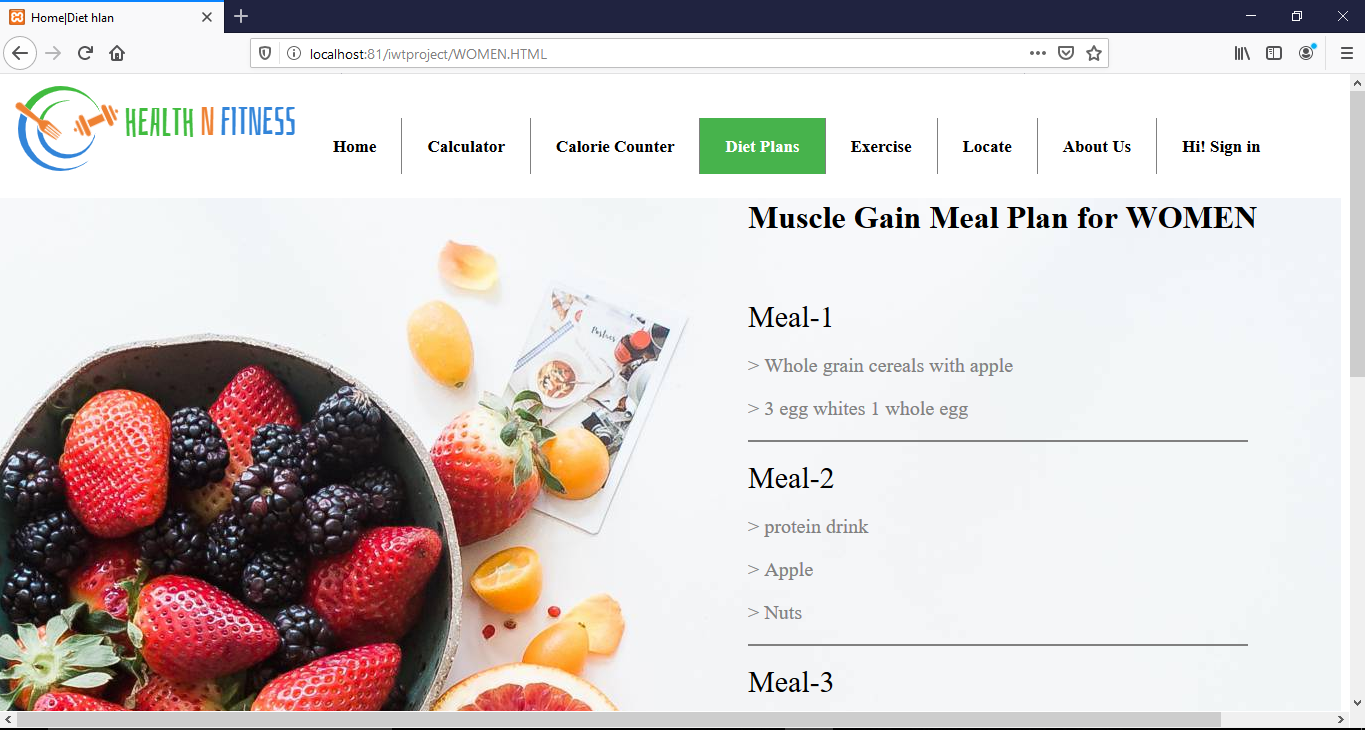 Home|Diet hlan
localhost:81/iwtproject/WOMEN.HTML
HEALTH N FITNESS
Home
Calculator
Calorie Counter
Diet Plans
Exercise
Locate
About Us
Hi! Sign in
Muscle Gain Meal Plan for WOMEN
Meal-1
> Whole grain cereals with apple
> 3 egg whites 1 whole egg
Meal-2
> protein drink
> Apple
> Nuts
Meal-3